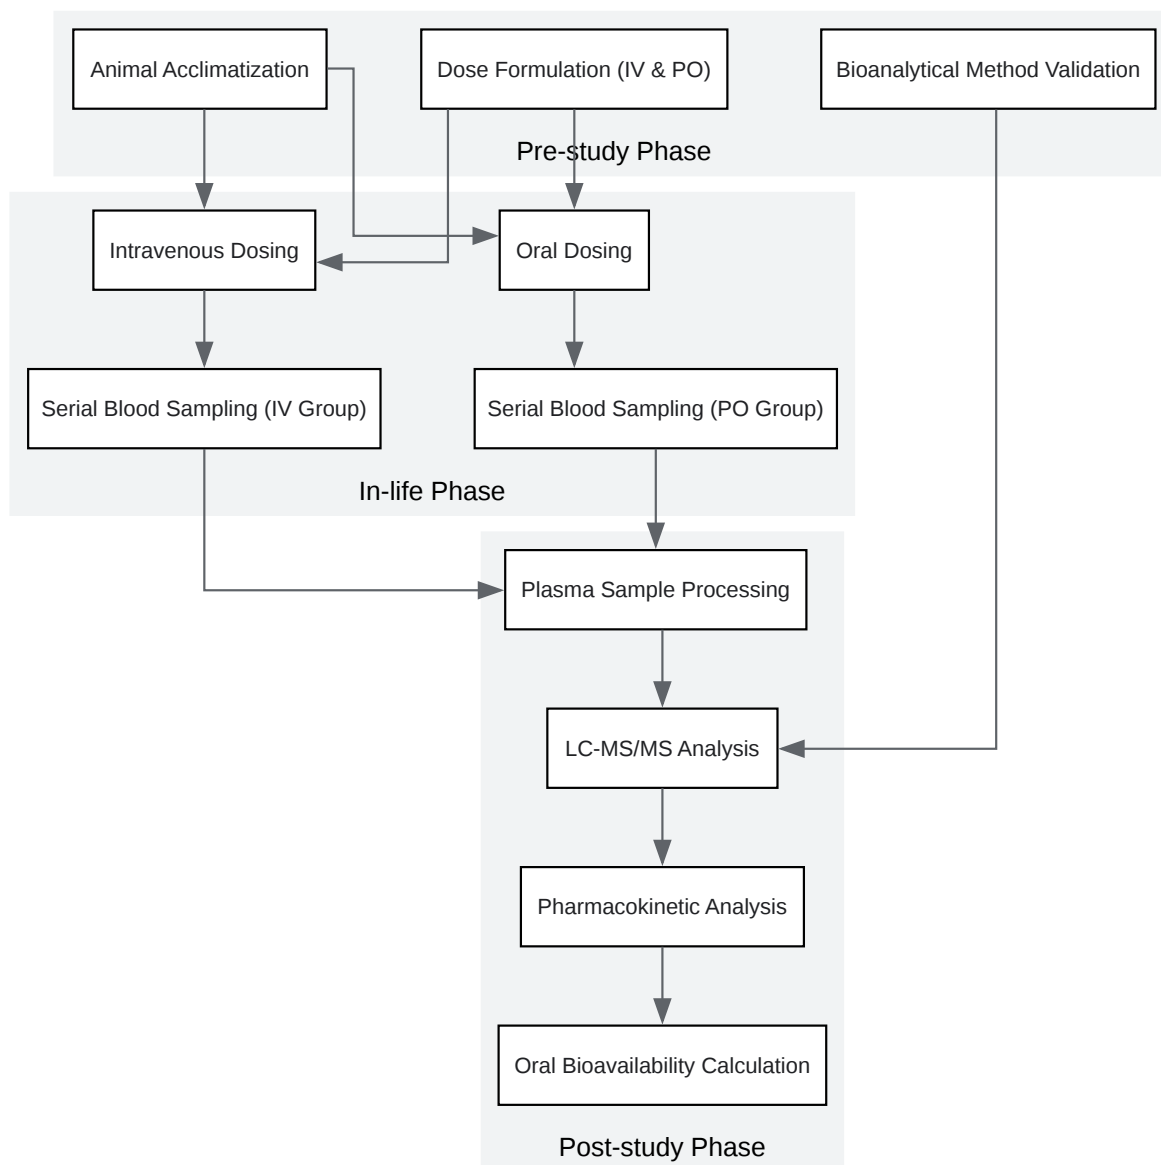 Animal Acclimatization
Dose Formulation (IV & PO)
Bioanalytical Method Validation
Pre-study Phase
Intravenous Dosing
Oral Dosing
Serial Blood Sampling (IV Group)
Serial Blood Sampling (PO Group)
In-life Phase
Plasma Sample Processing
LC-MS/MS Analysis
Pharmacokinetic Analysis
Oral Bioavailability Calculation
Post-study Phase